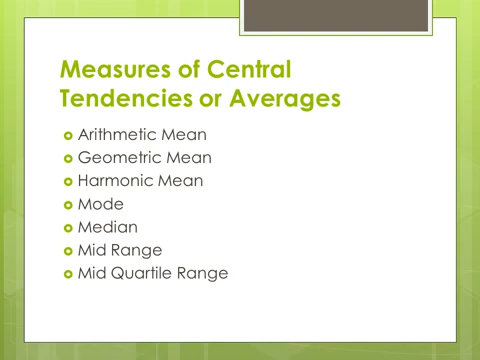 Measures of Central
Tendencies or Averages
Arithmetic Mean
Geometric Mean
Harmonic Mean
Mode
Median
Mid Range
Mid Quartile Range